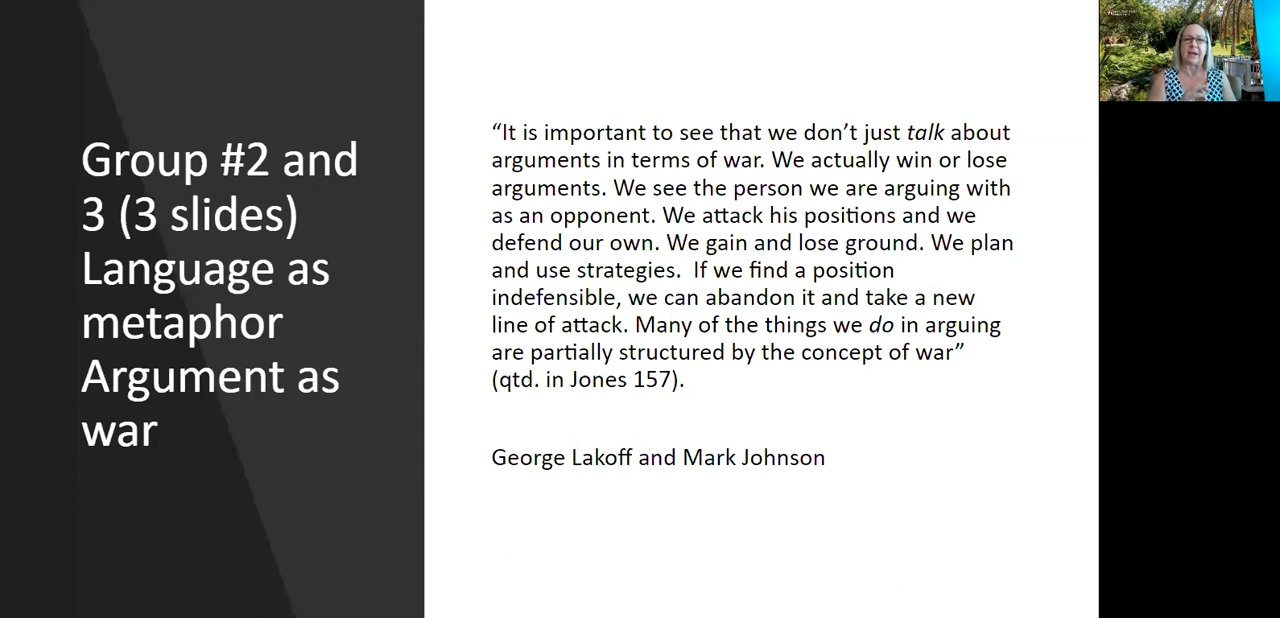 Group #2 and
3 (3 slides)
Language as
metaphor
Argument as
war
“It is important to see that we don’t just talk about
arguments in terms of war. We actually win or lose
arguments. We see the person we are arguing with
as an opponent. We attack his positions and we
defend our own. We gain and lose ground. We plan
and use strategies.  If we find a position
indefensible, we can abandon it and take a new
line of attack. Many of the things we do in arguing
are partially structured by the concept of war”
(qtd. in Jones 157).
George Lakoff and Mark Johnson